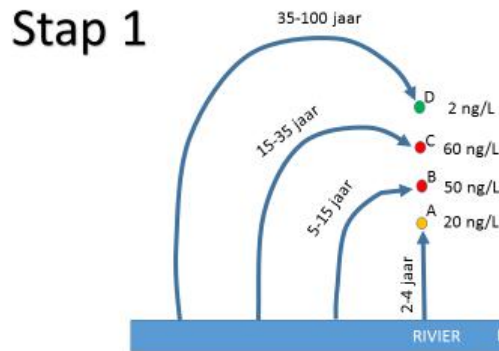 Stap 1
35-100 jaar
D 2 ng/L
15-35 jaar
C 60 ng/L
5-15 jaar
B 50 ng/L
A 20 ng/L
2-4 jaar
RIVIER